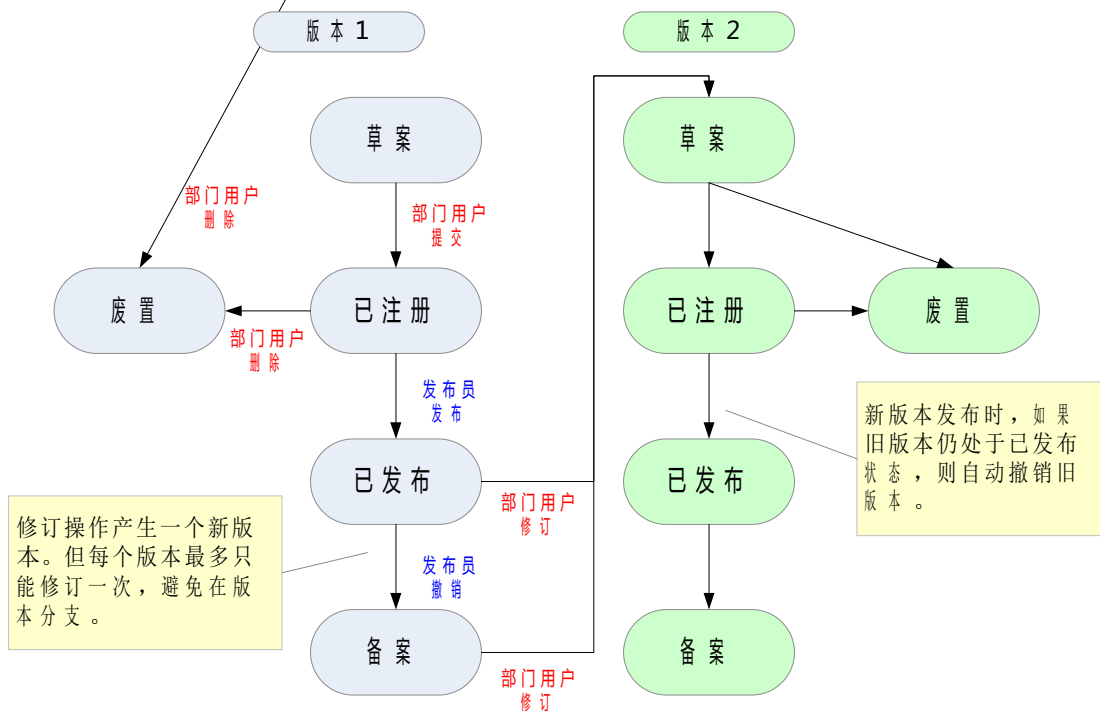 版本1
版本2
草案
草案
部门用户
删除
部门用户
提交
废置
已注册
已注册
废置
部门用户
删除
发布员
发布
新版本发布时，如果
旧版本仍处于已发布
状态，则自动撤销旧
版本。
已发布
已发布
部门用户
修订
修订操作产生一个新版
本。但每个版本最多只
能修订一次，避免在版
本分支。
发布员
撤销
备案
备案
部门用户
修订